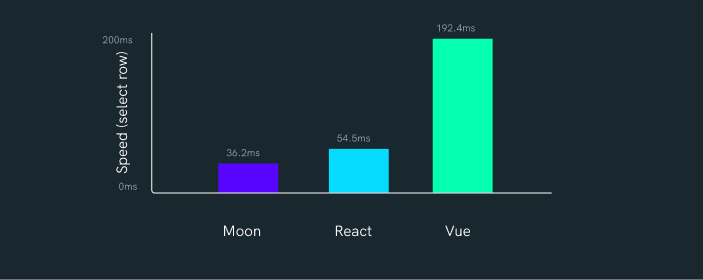 192.4ms
200ms
Speed (select row)
54.5ms
36.2ms
0ms
Moon React Vue